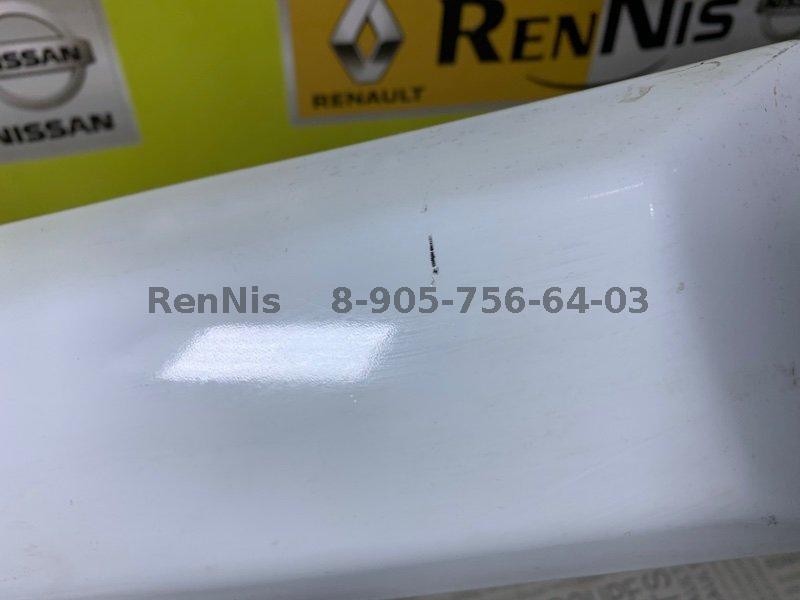 NISSAN
NISSAN
RENAULT
RENNIS
RenNis 8-905-756-64-03